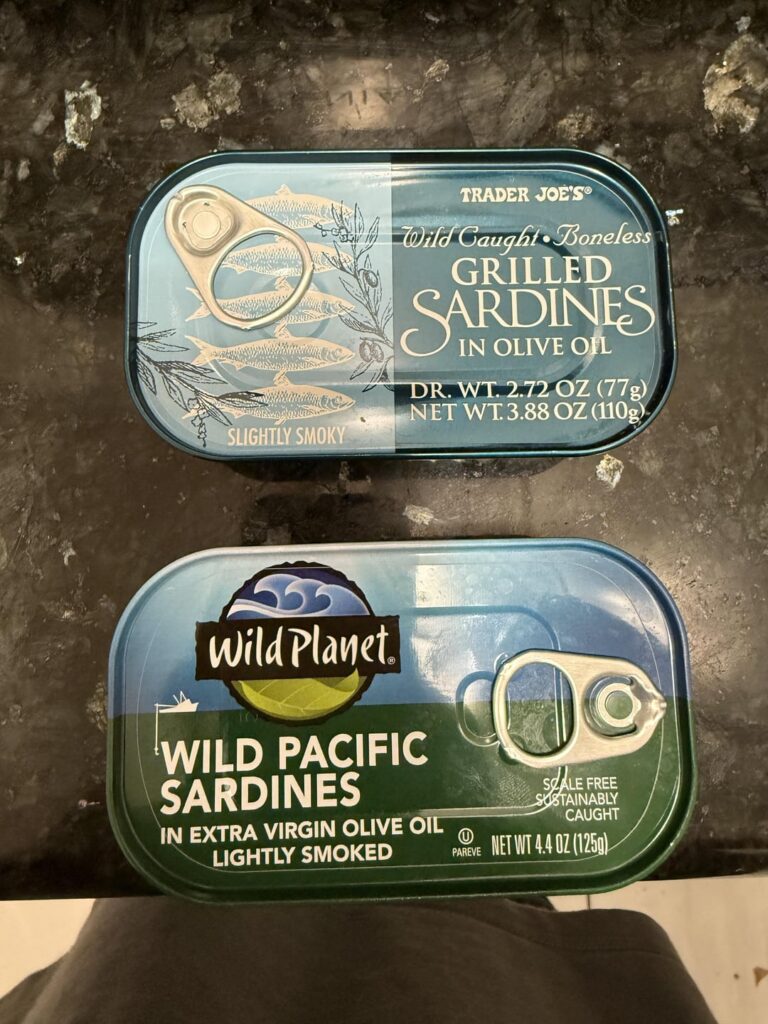 TRADER JOE'S®
Wild Caught • Boneless
GRILLED
SARDINES
IN OLIVE OIL
DR. WT. 2.72 OZ (77g)
NET WT. 3.88 OZ (110g)
SLIGHTLY SMOKY
Wild Planet®
WILD PACIFIC
SARDINES
IN EXTRA VIRGIN OLIVE OIL
LIGHTLY SMOKED
SCALE FREE
SUSTAINABLY
CAUGHT
U
PAREVE
NET WT 4.4 OZ (125g)